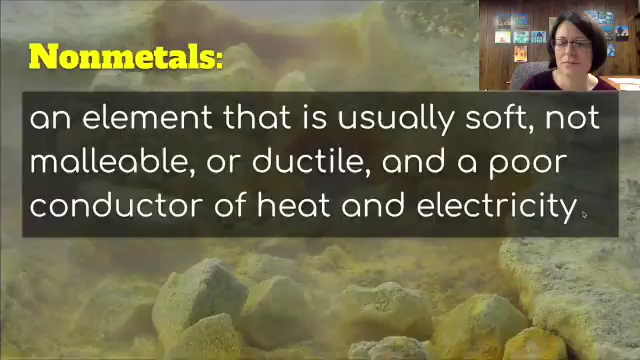 Nonmetals:
an element that is usually soft, not
malleable, or ductile, and a poor
conductor of heat and electricity.